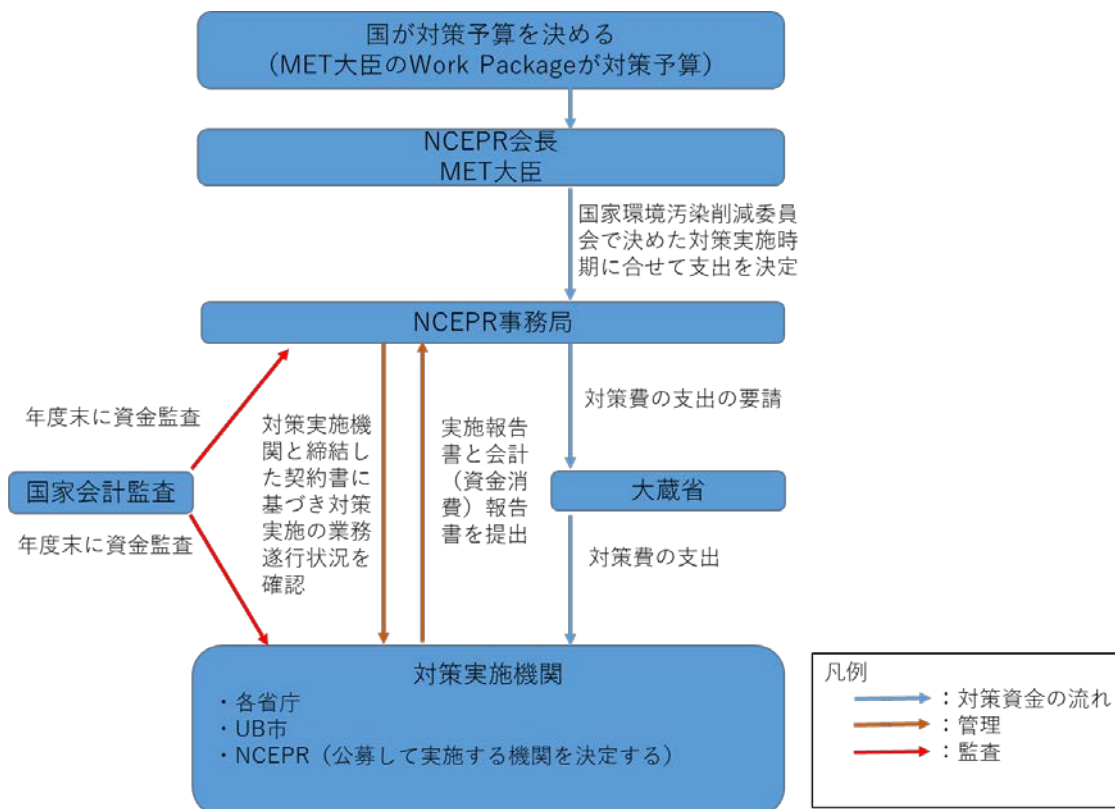 国が対策予算を決める
（MET大臣のWork Packageが対策予算）
NCEPR会長
MET大臣
国家環境汚染削減委員
会で決めた対策実施時
期に合せて支出を決定
NCEPR事務局
年度末に資金監査
対策実施機
関と締結し
た契約書に
基づき対策
実施の業務
遂行状況を
確認
実施報告
書と会計
（資金消
費）報告
書を提出
対策費の支出の要請
国家会計監査
大蔵省
年度末に資金監査
対策費の支出
対策実施機関
・各省庁
・UB市
・NCEPR（公募して実施する機関を決定する）
凡例
：対策資金の流れ
：管理
：監査